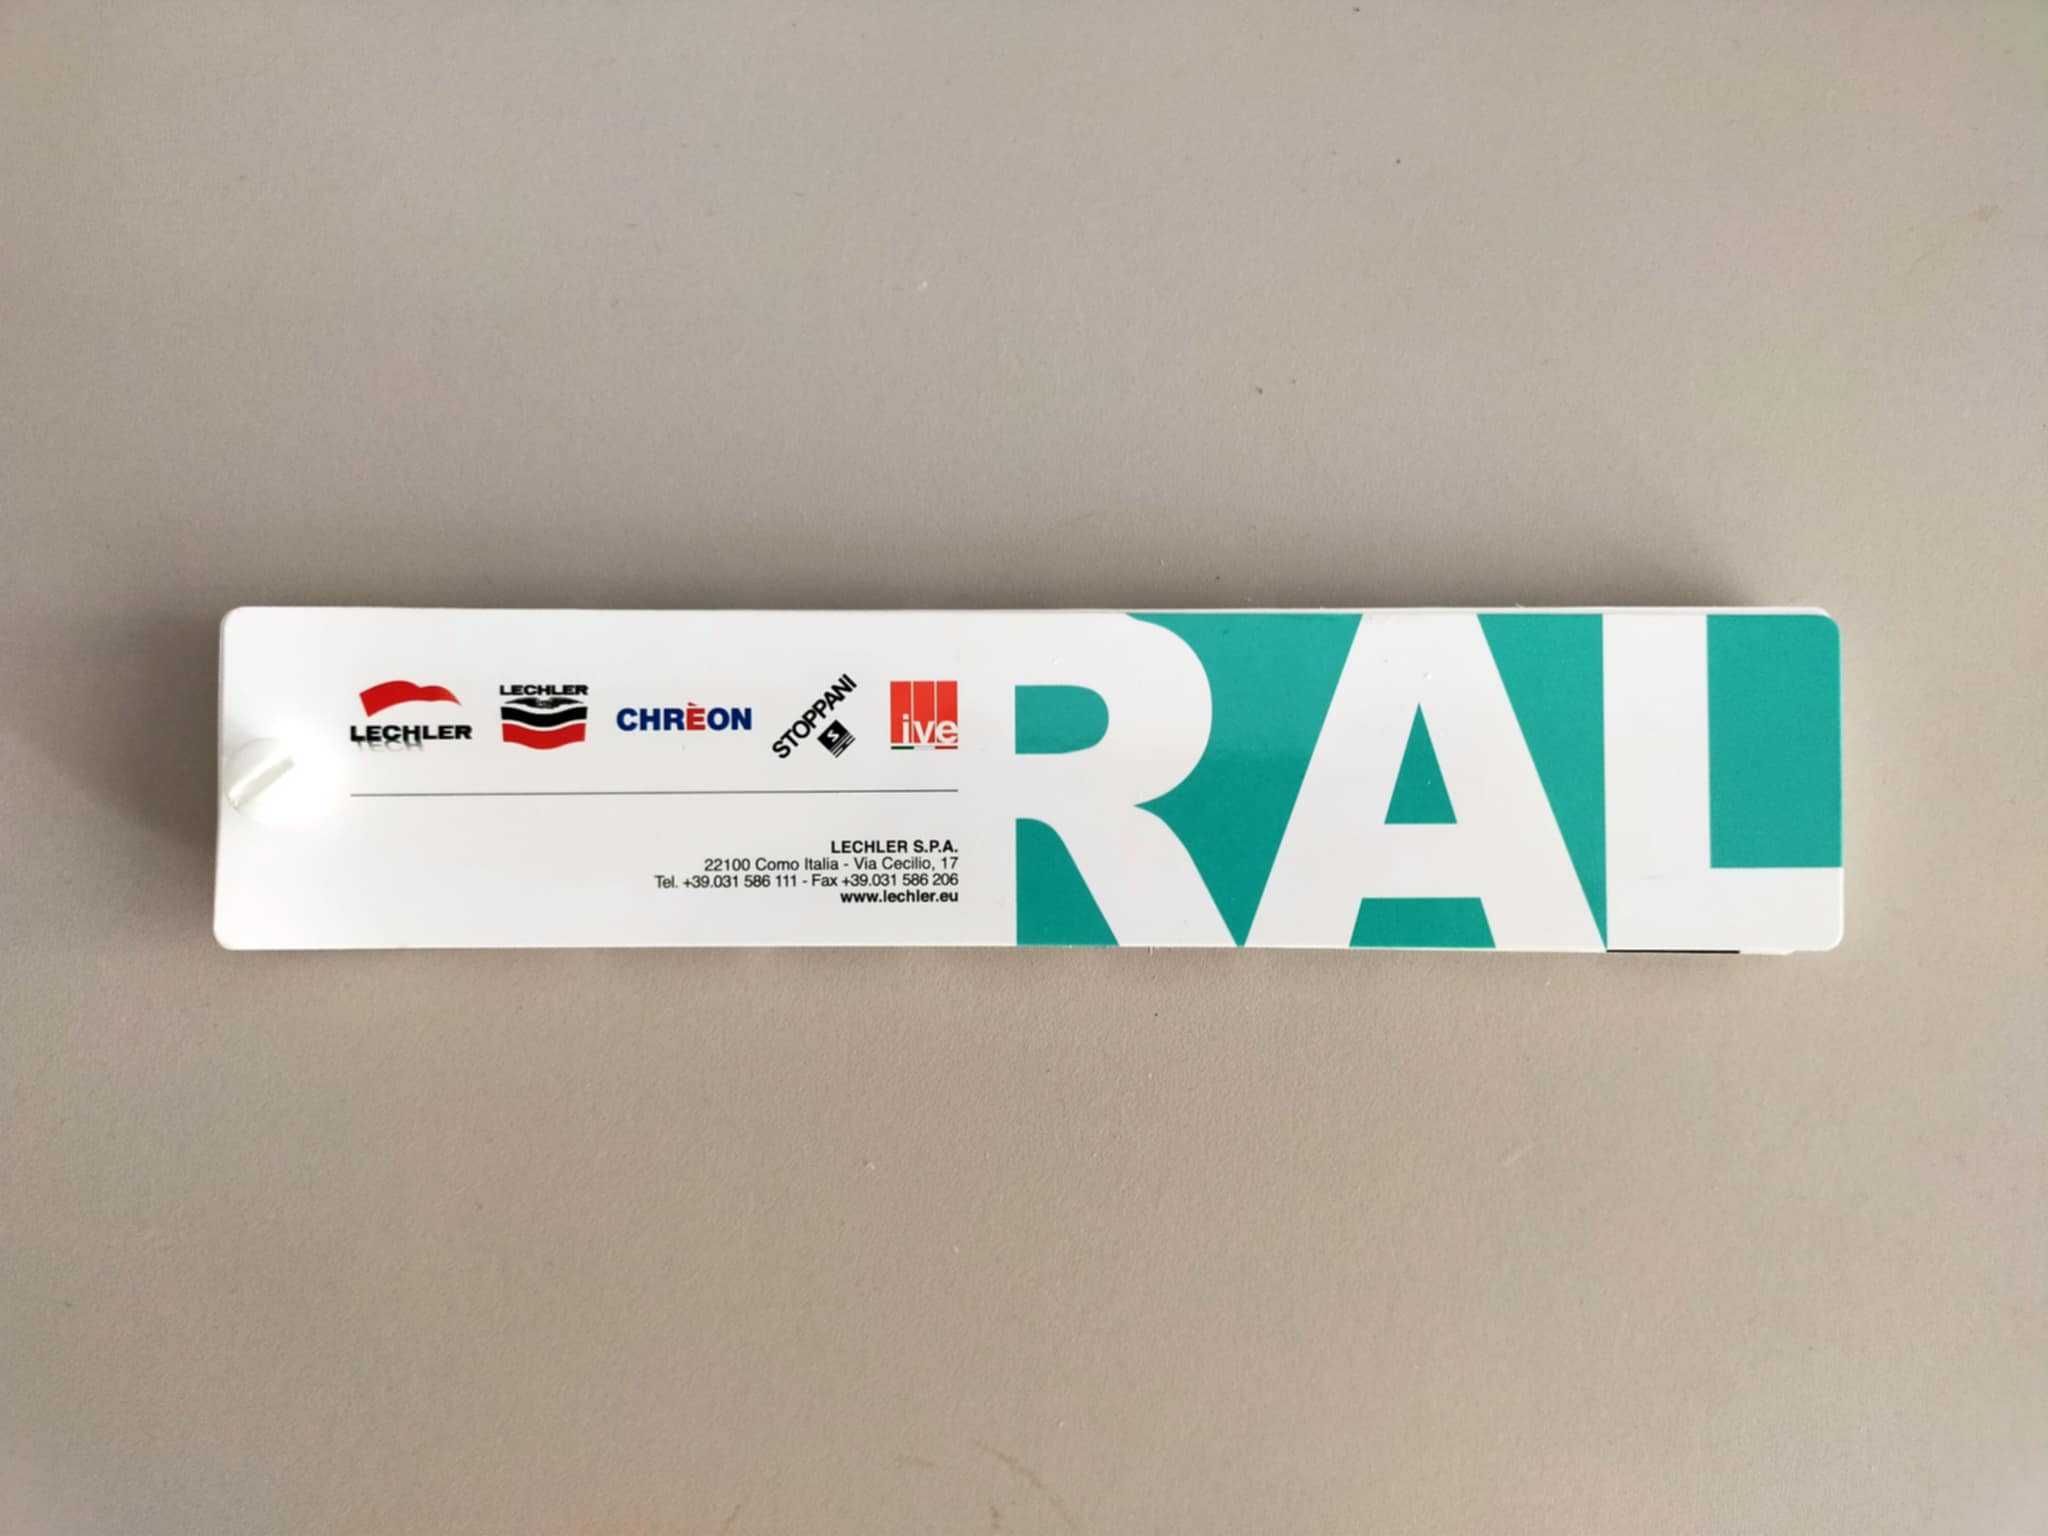 LECHLER
TECH
LECHLER
CHRÈON
STOPPANI
S
ive
LECHLER S.P.A.
22100 Como Italia - Via Cecilio, 17
Tel. +39.031 586 111 - Fax +39.031 586 206
www.lechler.eu
RAL